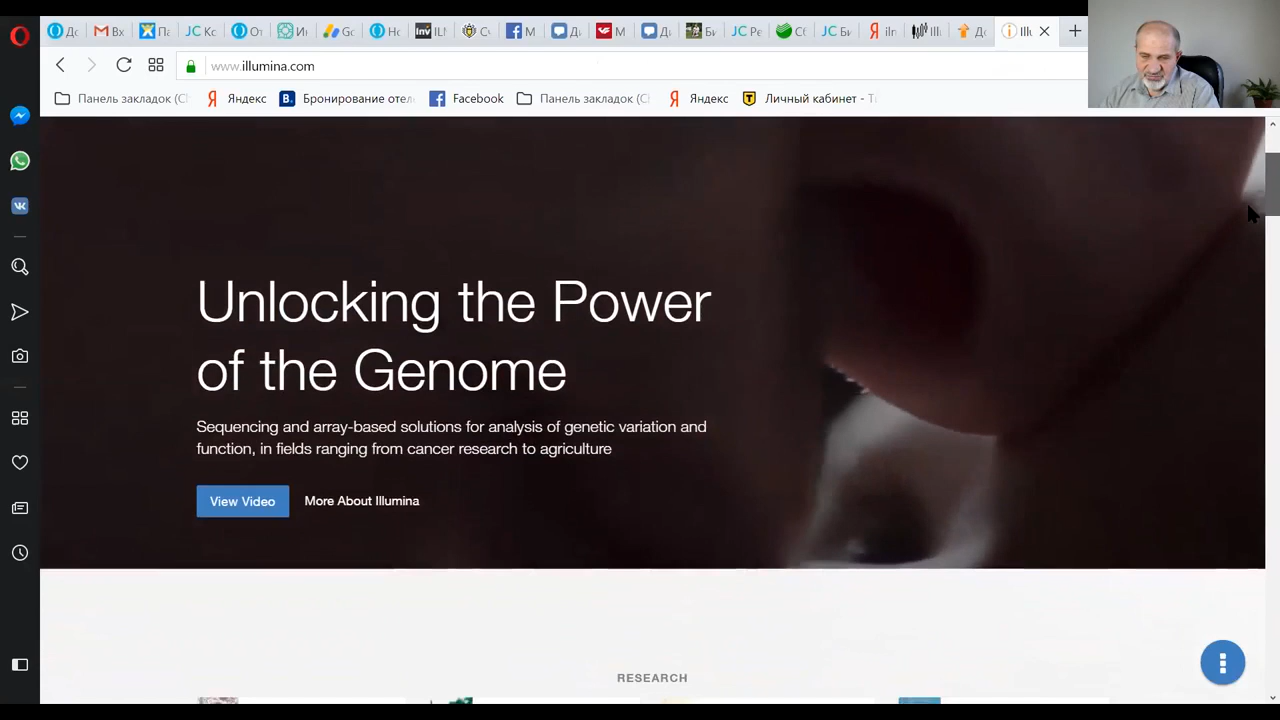 www.illumina.com
Панель закладок (Cl
Яндекс
B.
Бронирование отел
Facebook
Панель закладок (Cl
Яндекс
Личный кабинет - Т
Unlocking the Power
of the Genome
Sequencing and array-based solutions for analysis of genetic variation and
function, in fields ranging from cancer research to agriculture
View Video
More About Illumina
RESEARCH